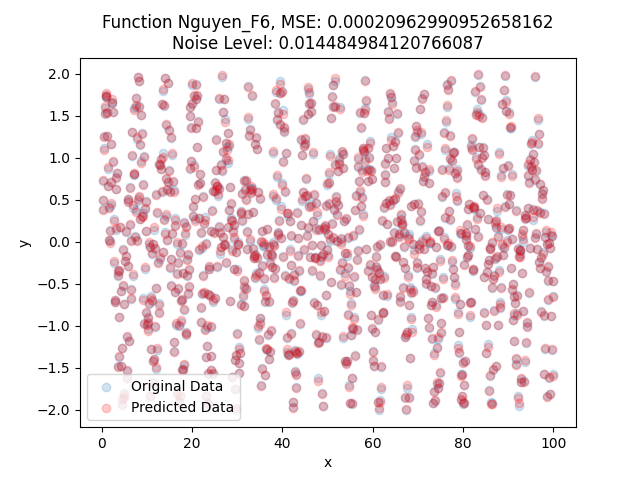 Function Nguyen_F6, MSE: 0.00020962990952658162
Noise Level: 0.014484984120766087
2.0
1.5
1.0
0.5
0.0
−0.5
−1.0
−1.5
−2.0
y
Original Data
Predicted Data
0 20 40 60 80 100
x